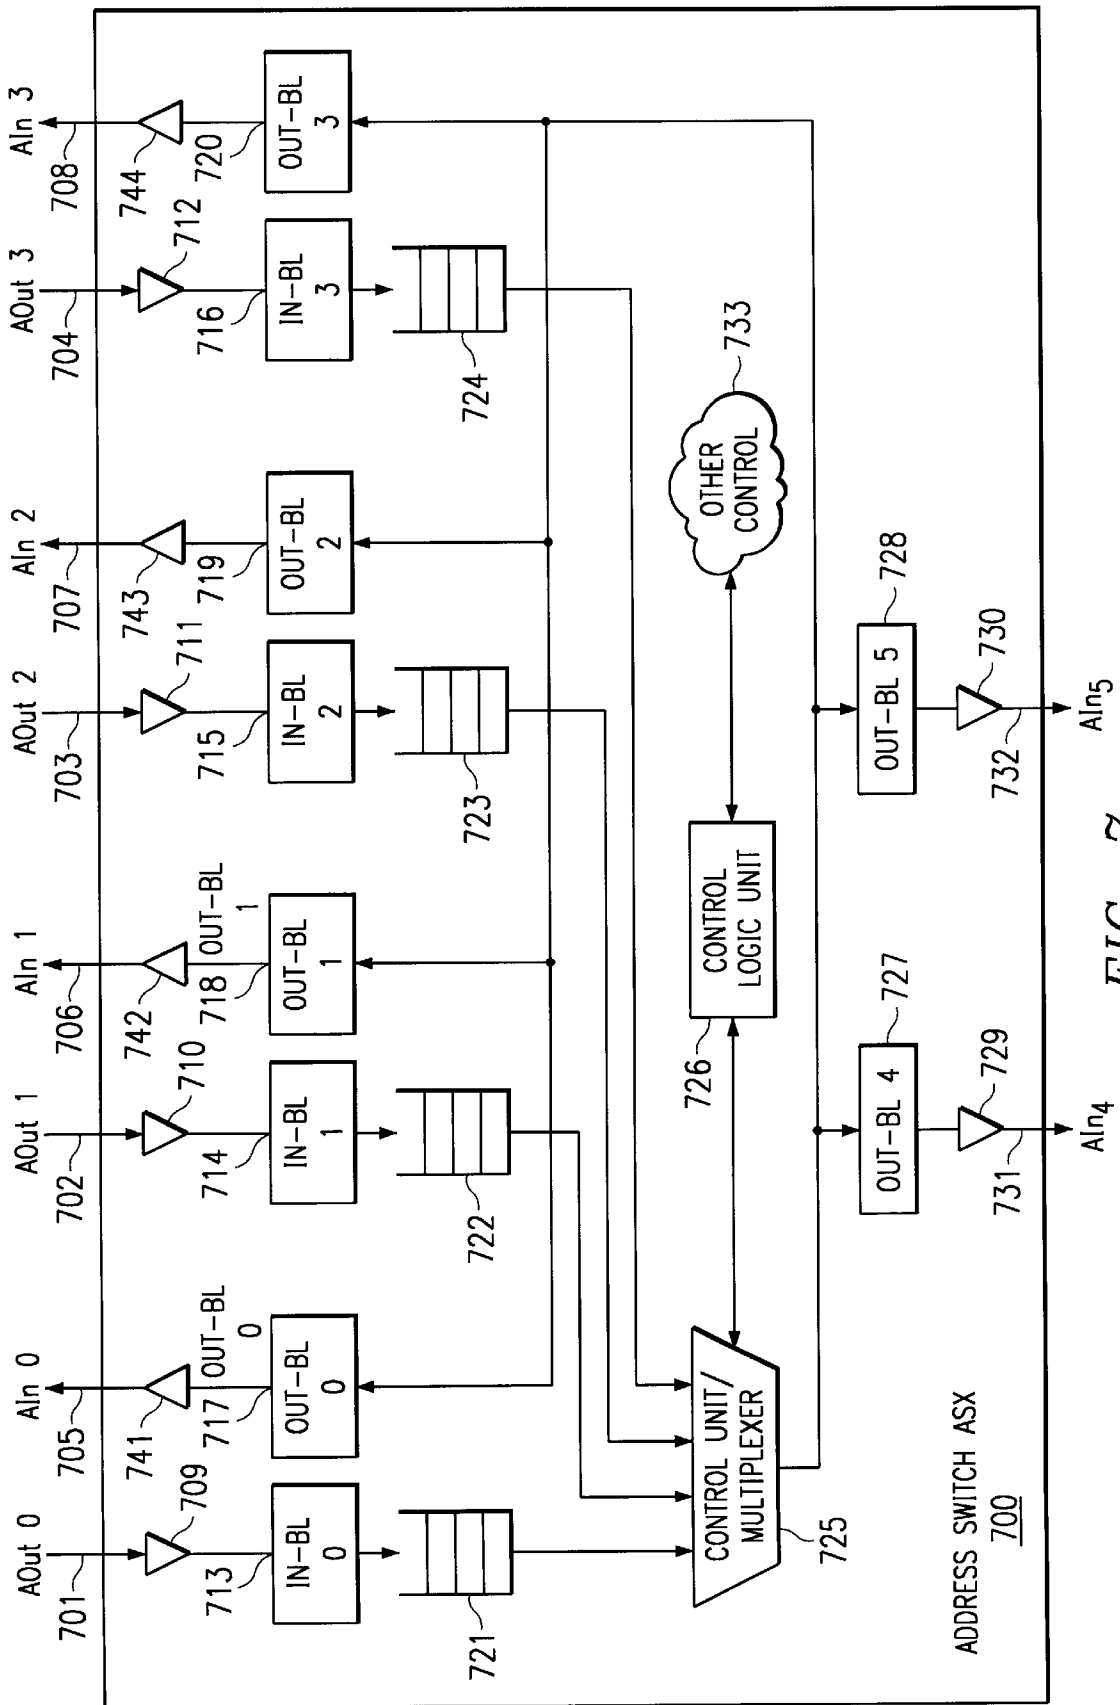 AOut 0
AIn 0
AOut 1
AIn 1
AOut 2
AIn 2
AOut 3
AIn 3
701
705
702
706
703
707
704
708
709
741
710
742
711
743
712
744
713
717
OUT-BL
0
714
718
OUT-BL
1
715
719
716
720
IN-BL
0
OUT-BL
0
IN-BL
1
OUT-BL
1
IN-BL
2
OUT-BL
2
IN-BL
3
OUT-BL
3
721
722
723
724
CONTROL UNIT/
MULTIPLEXER
725
CONTROL
LOGIC UNIT
726
OTHER
CONTROL
733
OUT-BL 4
727
OUT-BL 5
728
729
730
731
732
ADDRESS SWITCH ASX
700
AIn4
AIn5
FIG. 7